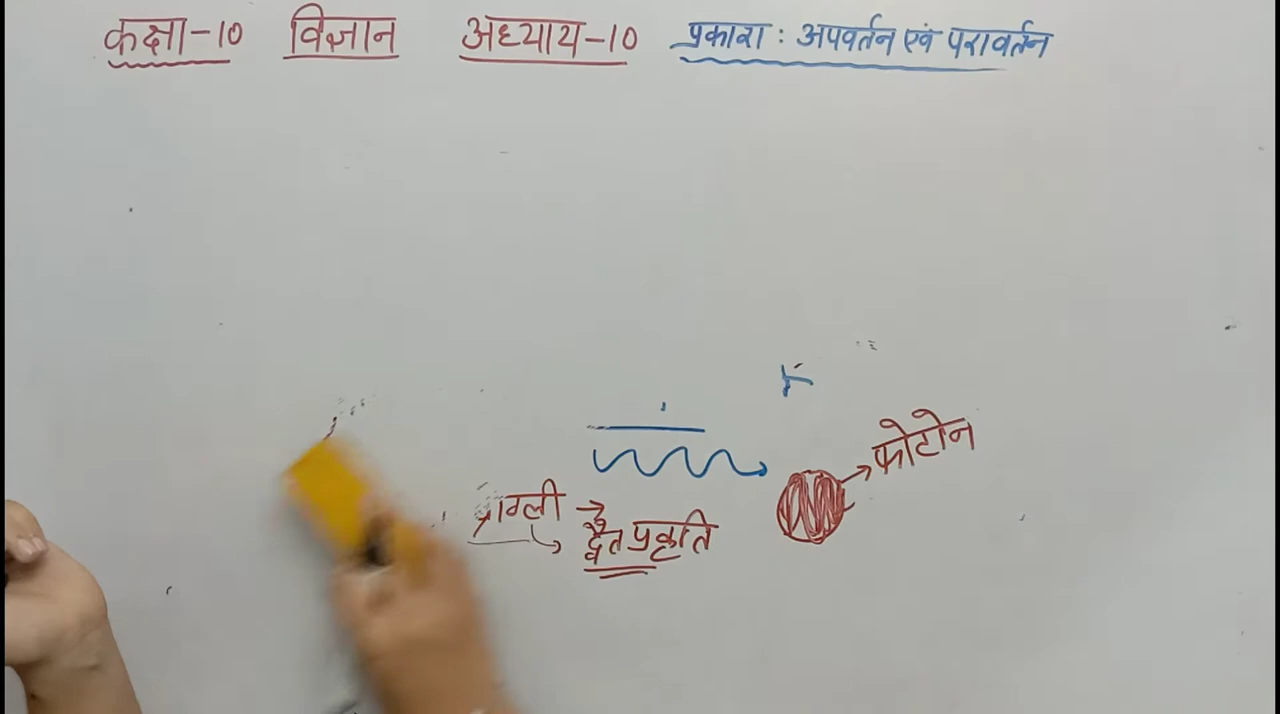 कक्षा-10 विज्ञान अध्याय-10 प्रकाश : अपवर्तन एवं परावर्तन
फोटोन
द्वैत प्रकृति